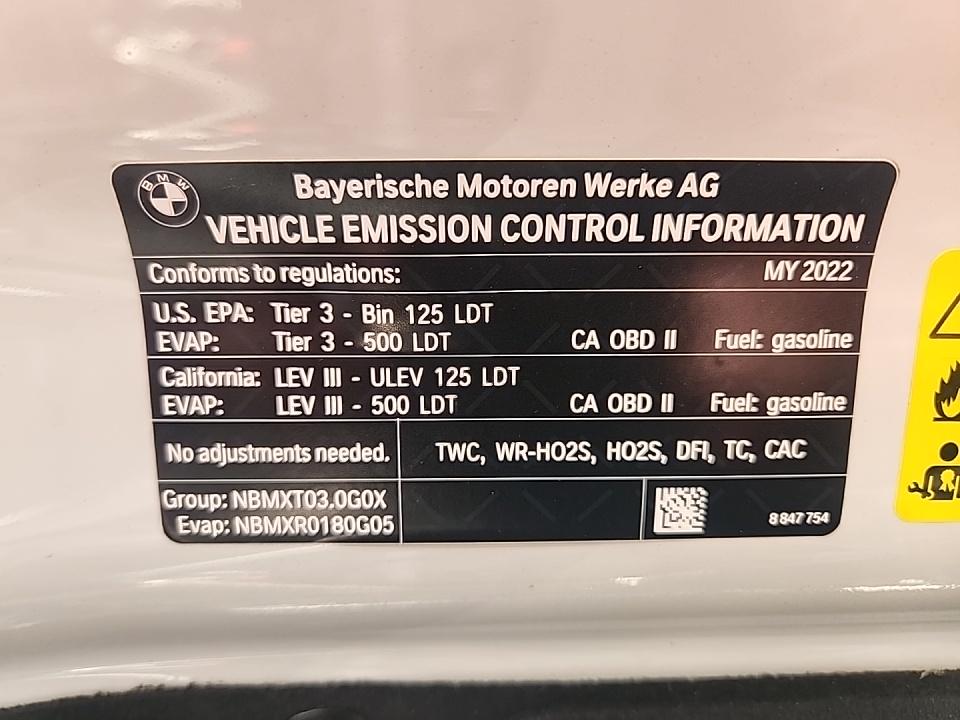 BMW
Bayerische Motoren Werke AG
VEHICLE EMISSION CONTROL INFORMATION
Conforms to regulations: MY 2022
U.S. EPA: Tier 3 - Bin 125 LDT
EVAP: Tier 3 - 500 LDT CA OBD II Fuel: gasoline
California: LEV III - ULEV 125 LDT
EVAP: LEV III - 500 LDT CA OBD II Fuel: gasoline
No adjustments needed. TWC, WR-HO2S, HO2S, DFI, TC, CAC
Group: NBMXT03.0G0X
Evap: NBMXR0180G05
8 847 754